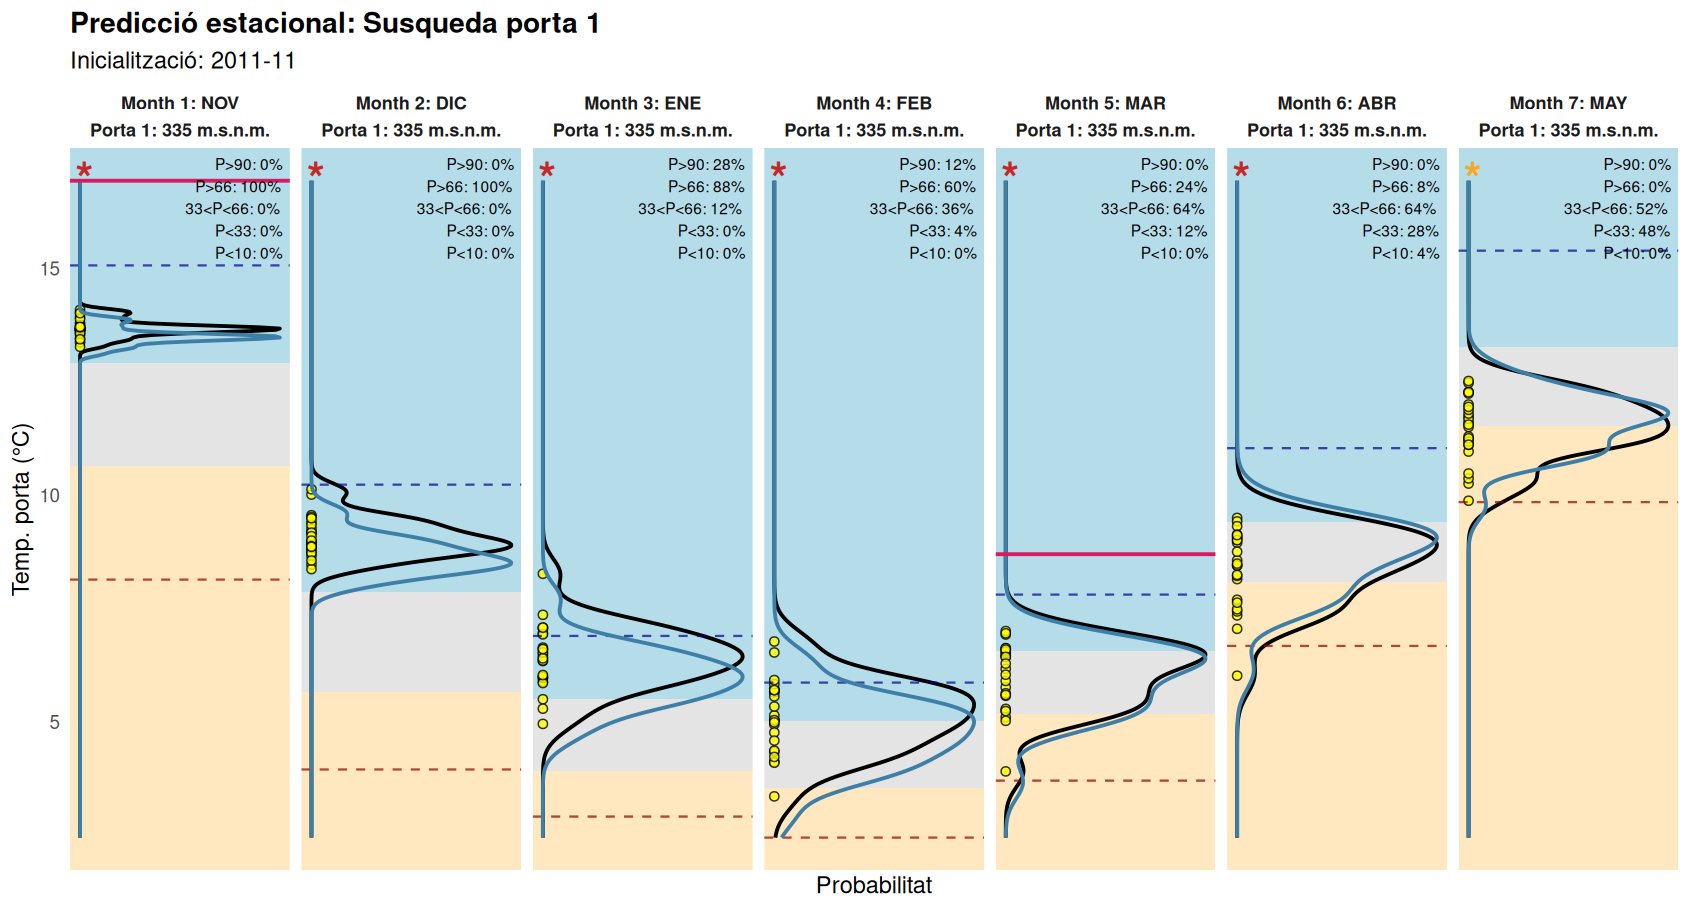 Predicció estacional: Susqueda porta 1
Inicialització: 2011-11
Month 1: NOV
Porta 1: 335 m.s.n.m.
Month 2: DIC
Porta 1: 335 m.s.n.m.
Month 3: ENE
Porta 1: 335 m.s.n.m.
Month 4: FEB
Porta 1: 335 m.s.n.m.
Month 5: MAR
Porta 1: 335 m.s.n.m.
Month 6: ABR
Porta 1: 335 m.s.n.m.
Month 7: MAY
Porta 1: 335 m.s.n.m.
*
P>90: 0%
P>66: 100%
33<P<66: 0%
P<33: 0%
P<10: 0%
*
P>90: 0%
P>66: 100%
33<P<66: 0%
P<33: 0%
P<10: 0%
*
P>90: 28%
P>66: 88%
33<P<66: 12%
P<33: 0%
P<10: 0%
*
P>90: 12%
P>66: 60%
33<P<66: 36%
P<33: 4%
P<10: 0%
*
P>90: 0%
P>66: 24%
33<P<66: 64%
P<33: 12%
P<10: 0%
*
P>90: 0%
P>66: 8%
33<P<66: 64%
P<33: 28%
P<10: 4%
*
P>90: 0%
P>66: 0%
33<P<66: 52%
P<33: 48%
P<10: 0%
15
10
5
Temp. porta (°C)
Probabilitat